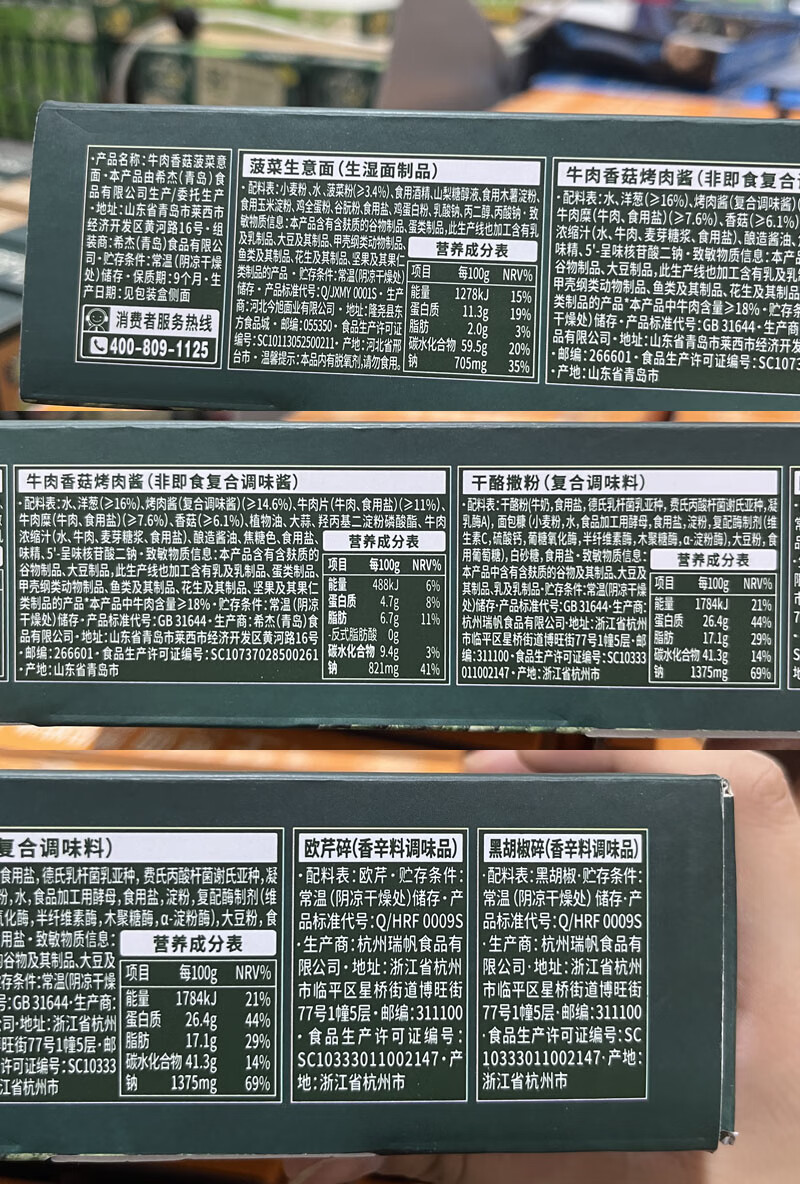 ·产品名称:牛肉香菇菠菜意
面·本产品由希杰(青岛)食
品有限公司生产/委托生产
·地址:山东省青岛市莱西市
经济开发区黄河路16号·组
装商:希杰(青岛)食品有限公
司·贮存条件:常温(阴凉干燥
处)储存·保质期:9个月·生
产日期:见包装盒侧面
消费者服务热线
400-809-1125
菠菜生意面(生湿面制品)
·配料表:小麦粉、水、菠菜粉(≥3.4%)、食用酒精、山梨糖醇液、食用木薯淀粉、
食用玉米淀粉、鸡全蛋粉、谷朊粉、食用盐、鸡蛋白粉、乳酸钠、丙二醇、丙酸钠·致
敏物质信息:本产品含有含麸质的谷物制品、蛋类制品,此生产线也加工含有乳
及乳制品、大豆及其制品、甲壳纲类动物制品、
鱼类及其制品、花生及其制品、坚果及其果仁
类制品的产品·贮存条件:常温(阴凉干燥处)
储存·产品标准代号:Q/JXMY 0001S·生产
商:河北今旭面业有限公司·地址:隆尧县东
方食品城·邮编:055350·食品生产许可证
编号:SC10113052500211·产地:河北省邢
台市·温馨提示:本品内有脱氧剂,请勿食用。
营养成分表
项目 每100g NRV%
能量 1278kJ 15%
蛋白质 11.3g 19%
脂肪 2.0g 3%
碳水化合物 59.5g 20%
钠 705mg 35%
牛肉香菇烤肉酱(非即食复合
·配料表:水、洋葱(≥16%)、烤肉酱(复合调味酱)(
牛肉糜(牛肉、食用盐)(≥7.6%)、香菇(≥6.1%)
浓缩汁(水、牛肉、麦芽糖浆、食用盐)、酿造酱油、
味精、5'-呈味核苷酸二钠·致敏物质信息:本产品
谷物制品、大豆制品,此生产线也加工含有乳及乳
甲壳纲类动物制品、鱼类及其制品、花生及其制品
类制品的产品*本产品中牛肉含量≥18%·贮存条
干燥处)储存·产品标准代号:GB 31644·生产商
品有限公司·地址:山东省青岛市莱西市经济开发
·邮编:266601·食品生产许可证编号:SC1073
·产地:山东省青岛市
牛肉香菇烤肉酱(非即食复合调味酱)
·配料表:水、洋葱(≥16%)、烤肉酱(复合调味酱)(≥14.6%)、牛肉片(牛肉、食用盐)(≥11%)、
牛肉糜(牛肉、食用盐)(≥7.6%)、香菇(≥6.1%)、植物油、大蒜、羟丙基二淀粉磷酸酯、牛肉
浓缩汁(水、牛肉、麦芽糖浆、食用盐)、酿造酱油、焦糖色、食用盐、
味精、5'-呈味核苷酸二钠·致敏物质信息:本产品含有含麸质的
谷物制品、大豆制品,此生产线也加工含有乳及乳制品、蛋类制品、
甲壳纲类动物制品、鱼类及其制品、花生及其制品、坚果及其果仁
类制品的产品*本产品中牛肉含量≥18%·贮存条件:常温(阴凉
干燥处)储存·产品标准代号:GB 31644·生产商:希杰(青岛)食
品有限公司·地址:山东省青岛市莱西市经济开发区黄河路16号
·邮编:266601·食品生产许可证编号:SC10737028500261
·产地:山东省青岛市
营养成分表
项目 每100g NRV%
能量 488kJ 6%
蛋白质 4.7g 8%
脂肪 6.7g 11%
-反式脂肪酸 0g
碳水化合物 9.4g 3%
钠 821mg 41%
干酪撒粉(复合调味料)
·配料表:干酪粉(牛奶,食用盐,德氏乳杆菌乳亚种,费氏丙酸杆菌谢氏亚种,凝
乳酶A),面包糠(小麦粉,水,食品加工用酵母,食用盐,淀粉,复配酶制剂(维
生素C,硫酸钙,葡糖氧化酶,半纤维素酶,木聚糖酶,α-淀粉酶),大豆粉,食
用葡萄糖),白砂糖,食用盐·致敏物质信息:
本产品中含有含麸质的谷物及其制品、大豆及
其制品、乳及乳制品·贮存条件:常温(阴凉干燥
处)储存·产品标准代号:GB 31644·生产商:
杭州瑞帆食品有限公司·地址:浙江省杭州
市临平区星桥街道博旺街77号1幢5层·邮
编:311100·食品生产许可证编号:SC10333
011002147·产地:浙江省杭州市
营养成分表
项目 每100g NRV%
能量 1784kJ 21%
蛋白质 26.4g 44%
脂肪 17.1g 29%
碳水化合物 41.3g 14%
钠 1375mg 69%
复合调味料)
食用盐,德氏乳杆菌乳亚种,费氏丙酸杆菌谢氏亚种,凝
粉,水,食品加工用酵母,食用盐,淀粉,复配酶制剂(维
化酶,半纤维素酶,木聚糖酶,α-淀粉酶),大豆粉,食
用盐·致敏物质信息:
的谷物及其制品、大豆及
存条件:常温(阴凉干燥
号:GB 31644·生产商:
公司·地址:浙江省杭州
旺街77号1幢5层·邮
许可证编号:SC10333
江省杭州市
营养成分表
项目 每100g NRV%
能量 1784kJ 21%
蛋白质 26.4g 44%
脂肪 17.1g 29%
碳水化合物 41.3g 14%
钠 1375mg 69%
欧芹碎(香辛料调味品)
·配料表:欧芹·贮存条件:
常温(阴凉干燥处)储存·产
品标准代号:Q/HRF 0009S
·生产商:杭州瑞帆食品有
限公司·地址:浙江省杭州
市临平区星桥街道博旺街
77号1幢5层·邮编:311100
·食品生产许可证编号:
SC10333011002147·产
地:浙江省杭州市
黑胡椒碎(香辛料调味品)
·配料表:黑胡椒·贮存条件:
常温(阴凉干燥处)储存·产
品标准代号:Q/HRF 0009S
·生产商:杭州瑞帆食品有
限公司·地址:浙江省杭州
市临平区星桥街道博旺街
77号1幢5层·邮编:311100
·食品生产许可证编号:SC
10333011002147·产地:
浙江省杭州市